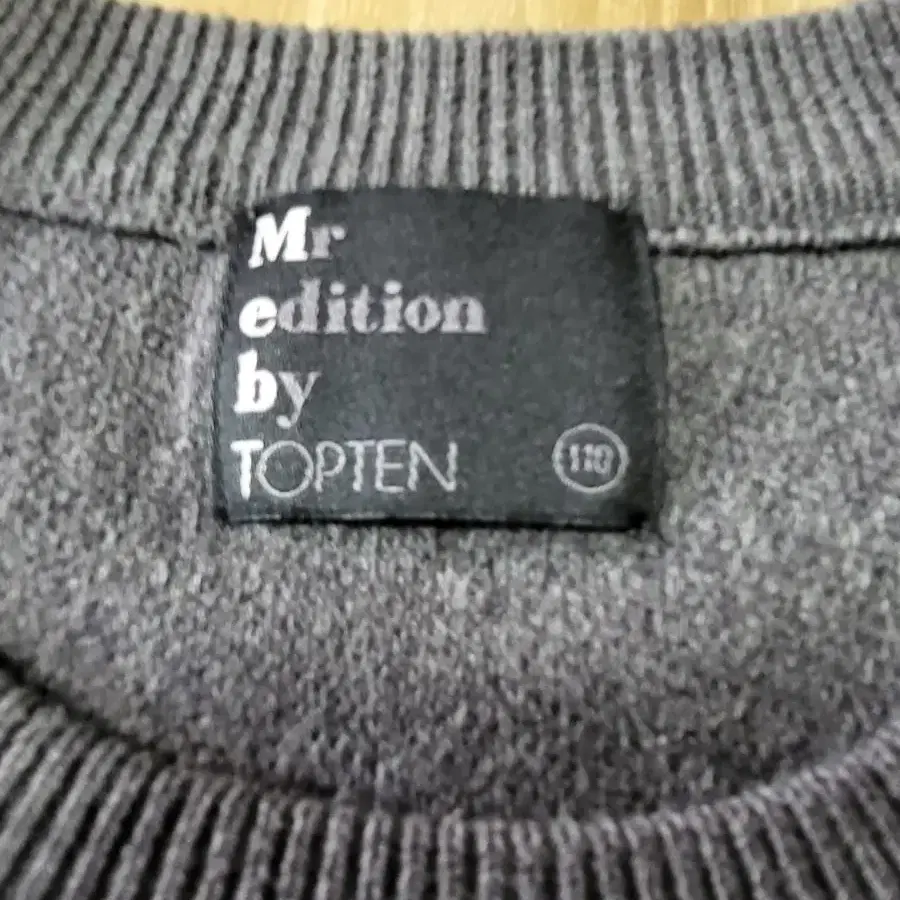 Mr
edition
by
TOPTEN 110